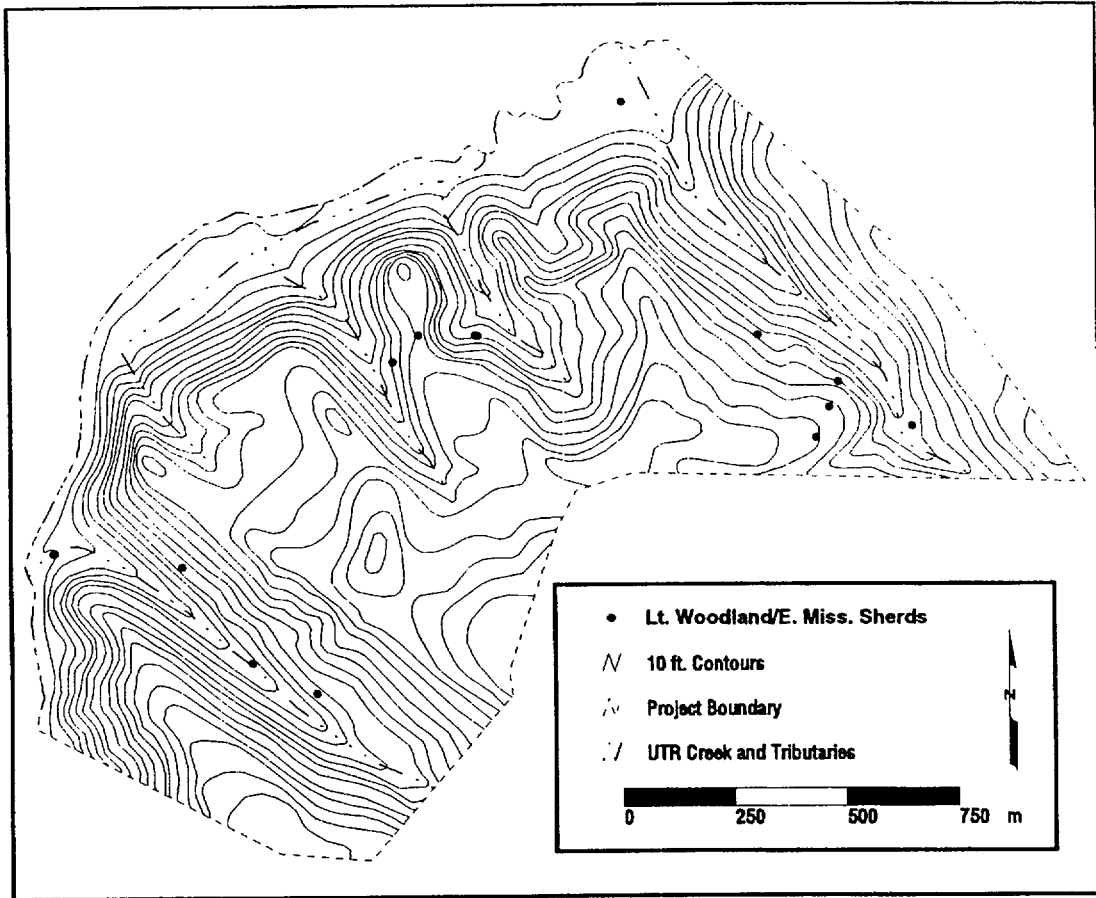 Lt. Woodland/E. Miss. Sherds
10 ft. Contours
Project Boundary
UTR Creek and Tributaries
N
0 250 500 750 m